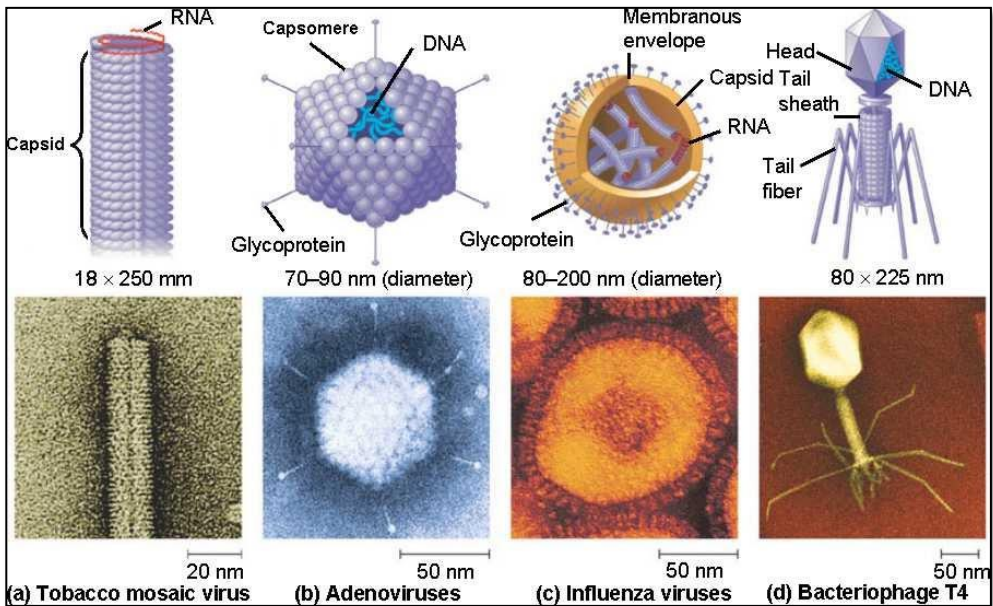 RNA
Capsid
18 × 250 mm
20 nm
(a) Tobacco mosaic virus
Capsomere
DNA
Glycoprotein
70–90 nm (diameter)
50 nm
(b) Adenoviruses
Membranous
envelope
Capsid
RNA
Glycoprotein
80–200 nm (diameter)
50 nm
(c) Influenza viruses
Head
DNA
Tail
sheath
Tail
fiber
80 × 225 nm
50 nm
(d) Bacteriophage T4